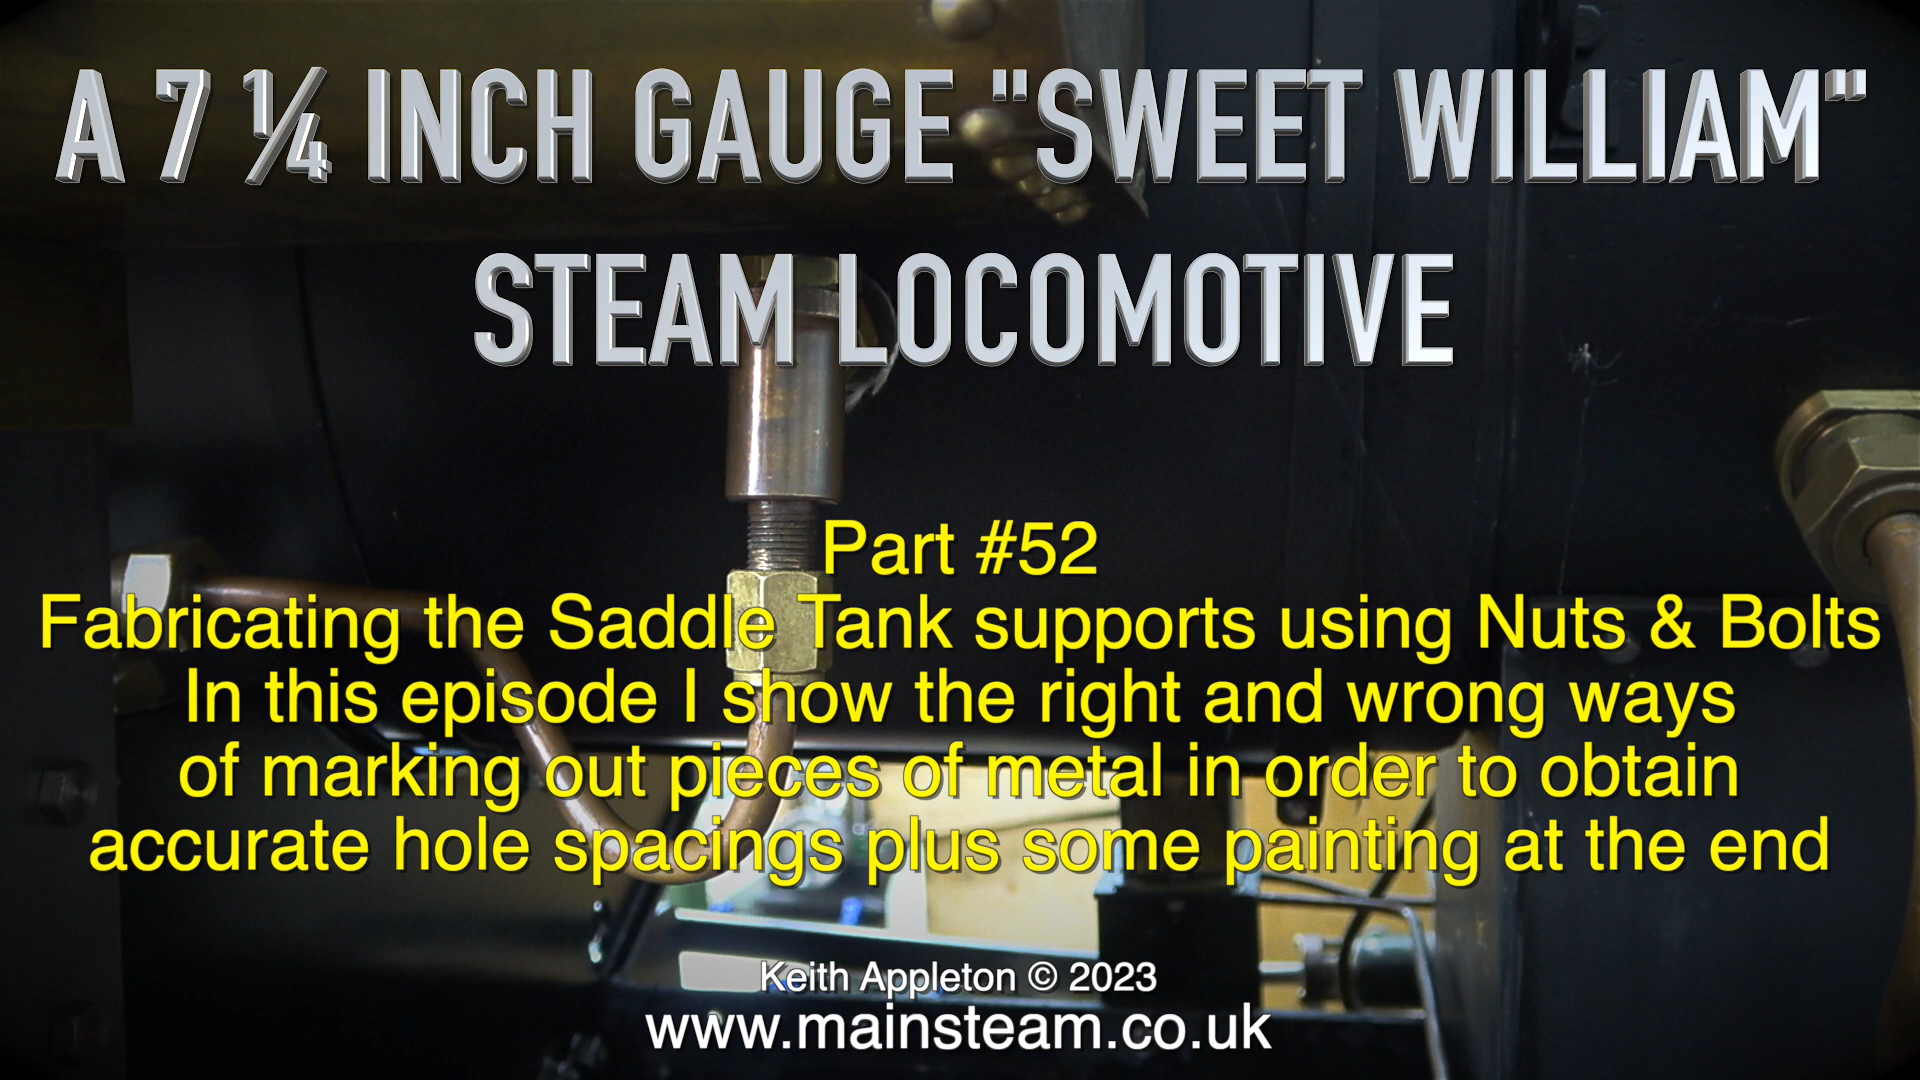 A 7 ¼ INCH GAUGE "SWEET WILLIAM"
STEAM LOCOMOTIVE
Part #52
Fabricating the Saddle Tank supports using Nuts & Bolts
In this episode I show the right and wrong ways
of marking out pieces of metal in order to obtain
accurate hole spacings plus some painting at the end
Keith Appleton © 2023
www.mainsteam.co.uk